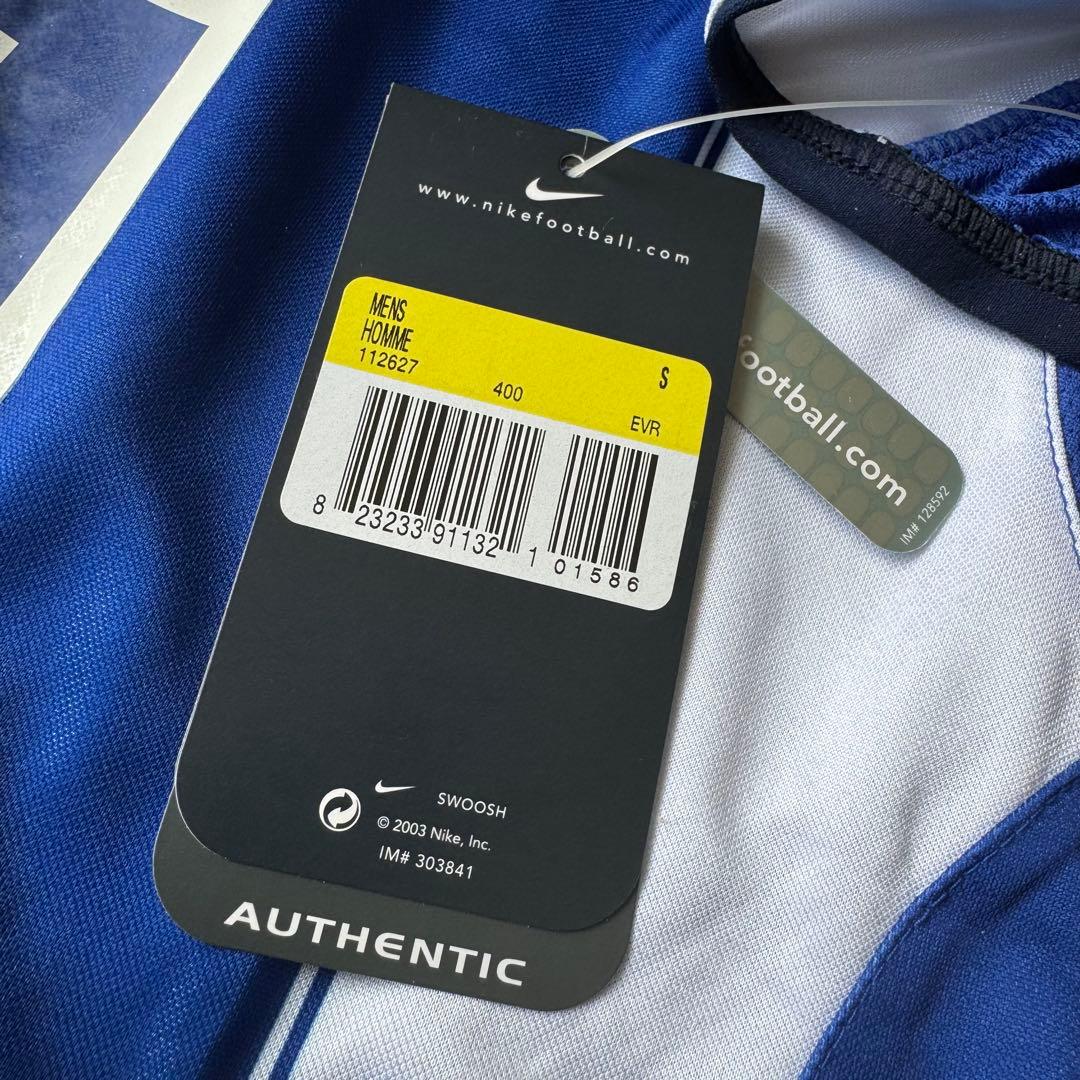 www.nikefootball.com
MENS
HOMME
112627
S
400
EVR
8 23233 91132 1 01586
SWOOSH
© 2003 Nike, Inc.
IM# 303841
AUTHENTIC
football.com
IM# 128592